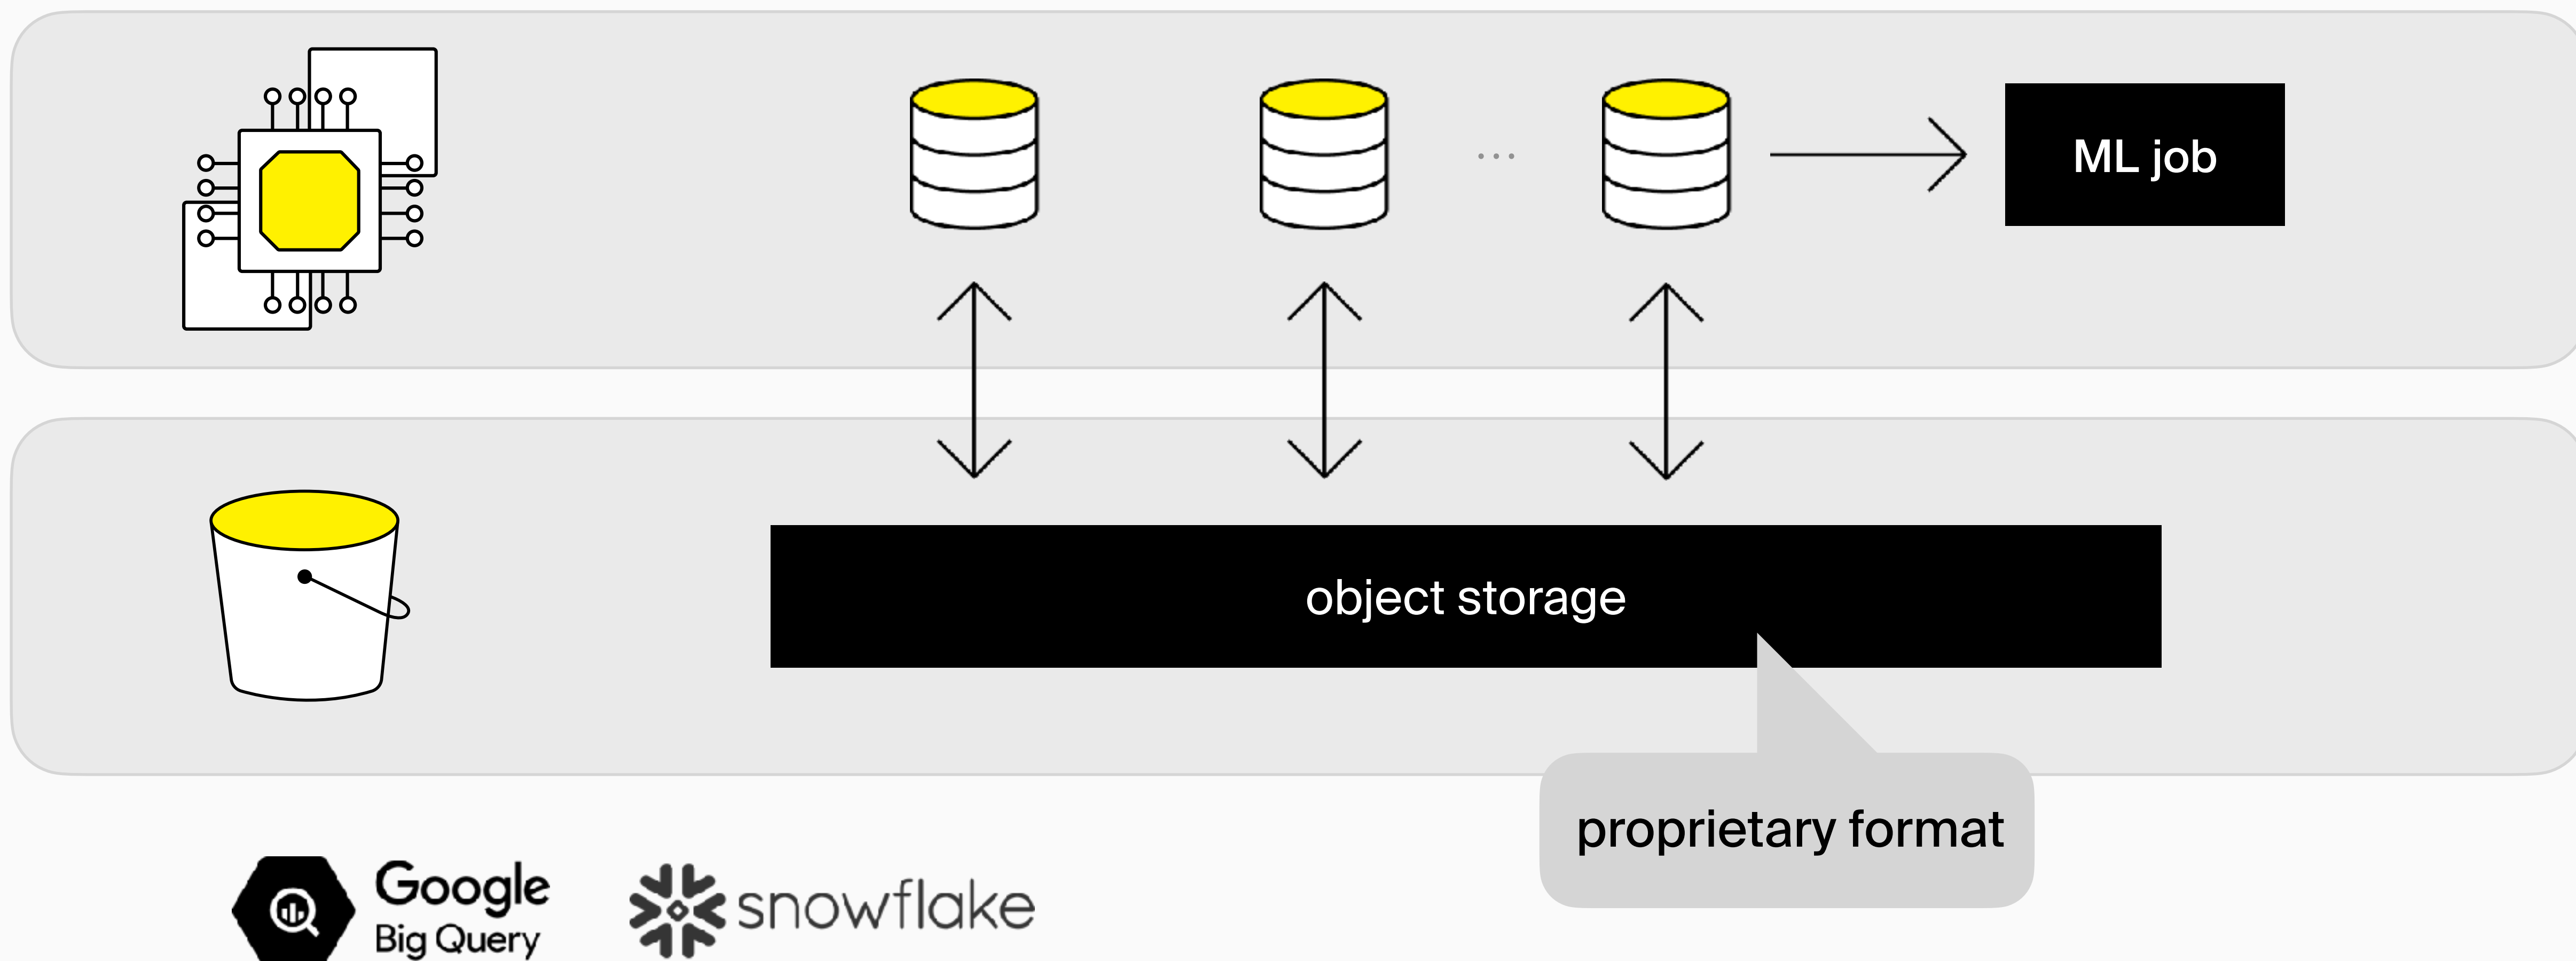 ML job
object storage
proprietary format
Google
Big Query
snowflake